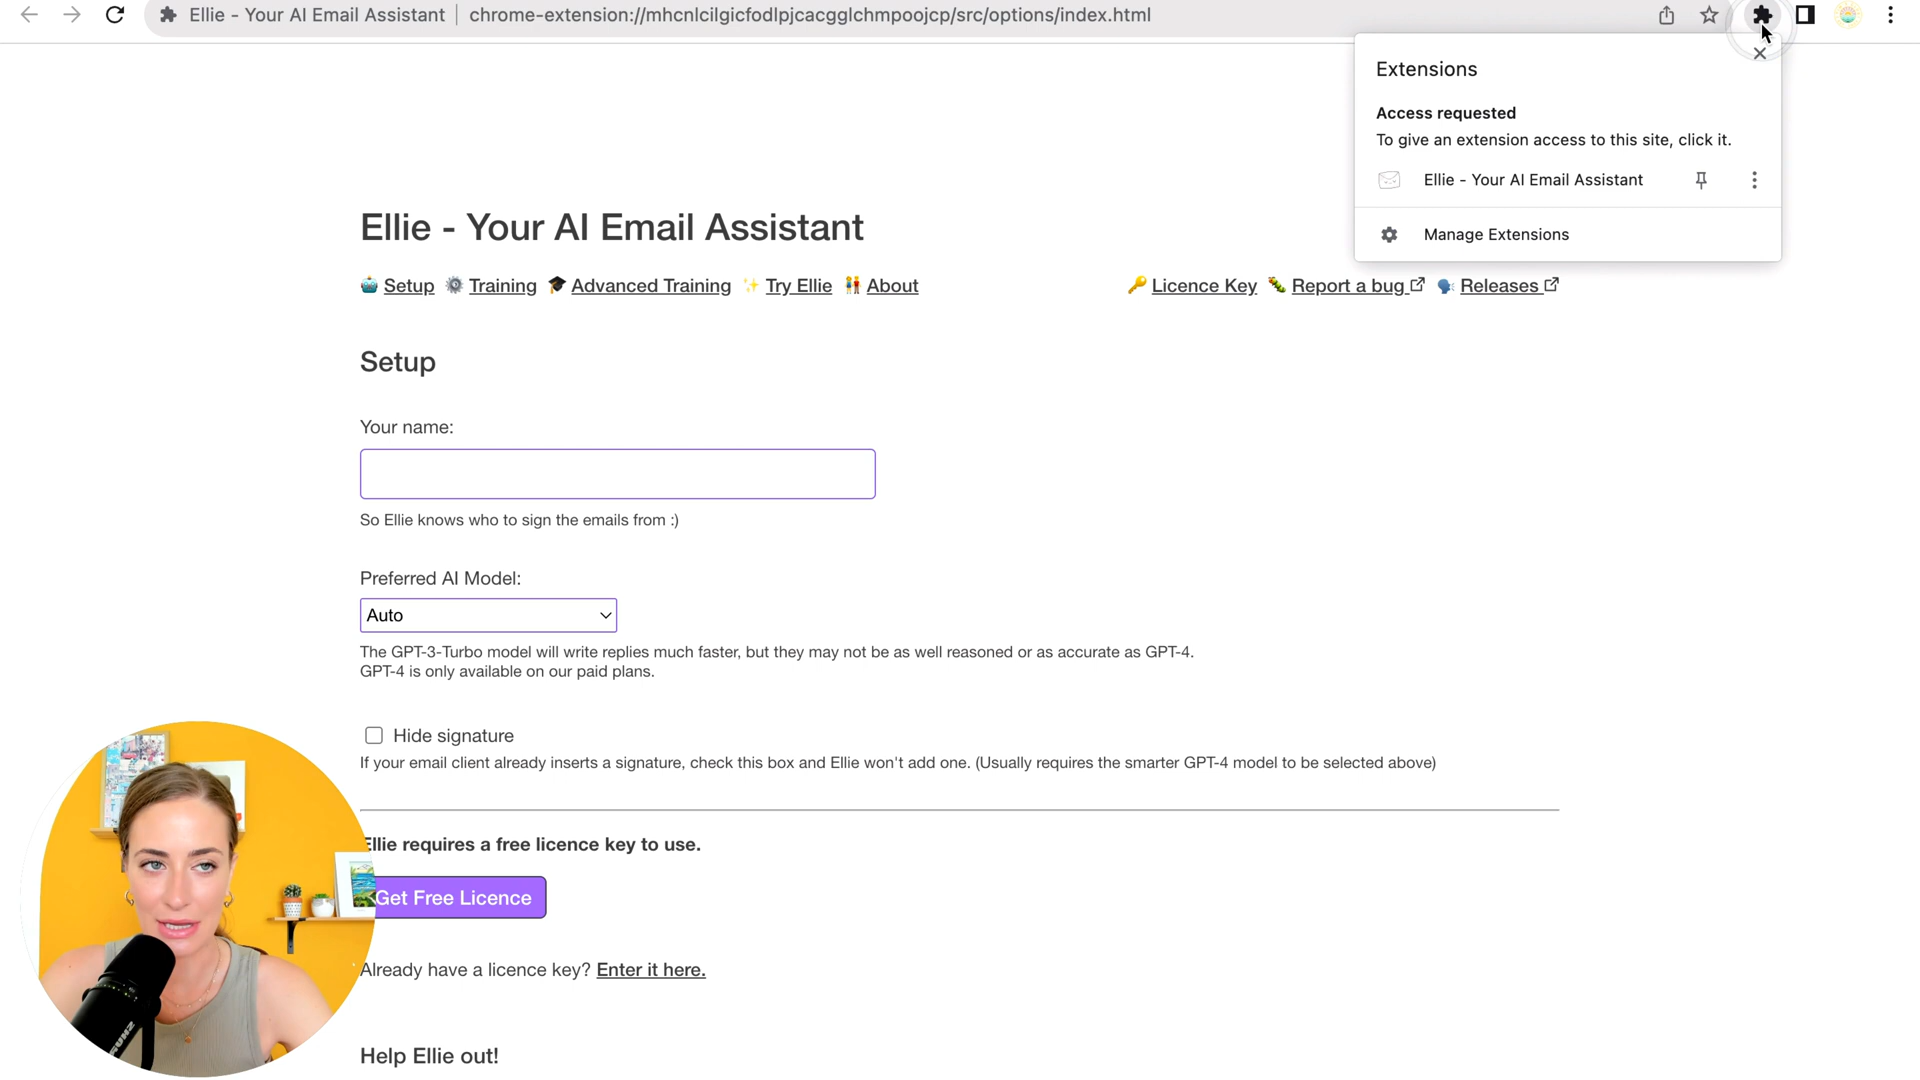 Ellie - Your AI Email Assistant | chrome-extension://mhcnlcilgicfodlpjcacgglchmpoojcp/src/options/index.html
Extensions
Access requested
To give an extension access to this site, click it.
Ellie - Your AI Email Assistant
Manage Extensions
Ellie - Your AI Email Assistant
Setup Training Advanced Training Try Ellie About Licence Key Report a bug Releases
Setup
Your name:
So Ellie knows who to sign the emails from :)
Preferred AI Model:
Auto
The GPT-3-Turbo model will write replies much faster, but they may not be as well reasoned or as accurate as GPT-4.
GPT-4 is only available on our paid plans.
Hide signature
If your email client already inserts a signature, check this box and Ellie won't add one. (Usually requires the smarter GPT-4 model to be selected above)
Ellie requires a free licence key to use.
Get Free Licence
Already have a licence key? Enter it here.
Help Ellie out!